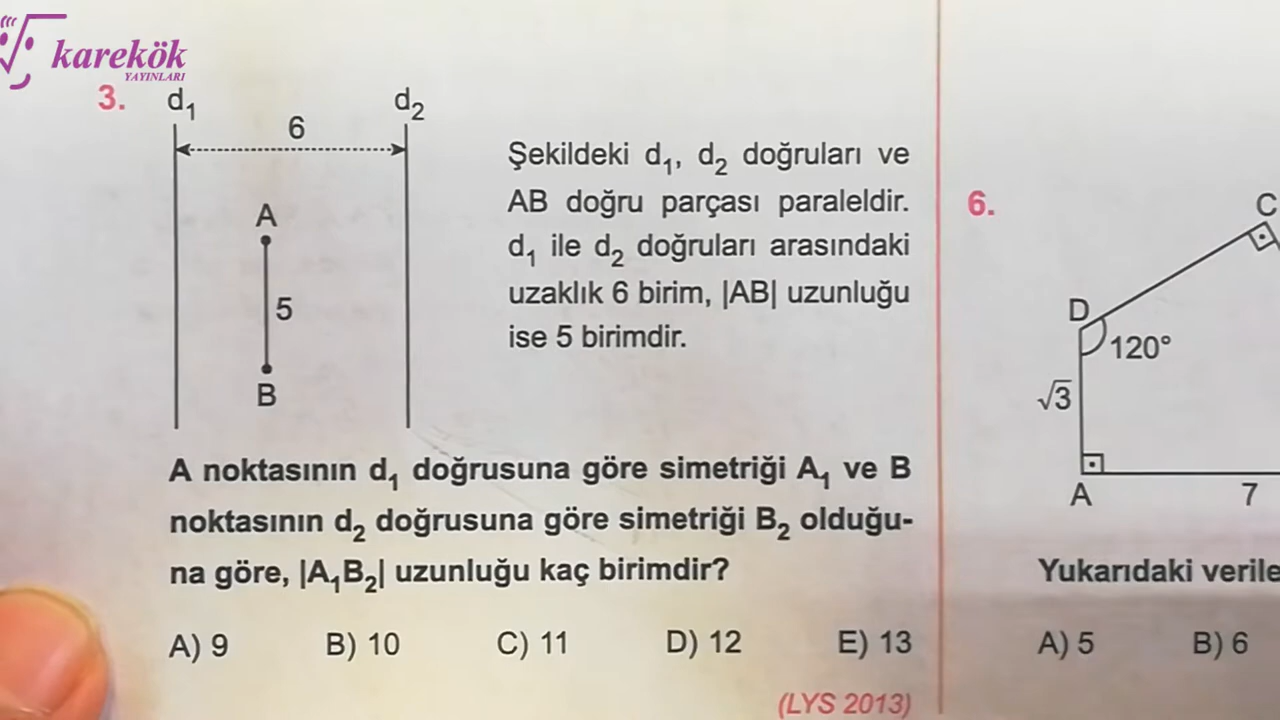 karekök
YAYINLARI
3.
d₁
d₂
6
A
5
B
Şekildeki d₁, d₂ doğruları ve
AB doğru parçası paraleldir.
d₁ ile d₂ doğruları arasındaki
uzaklık 6 birim, |AB| uzunluğu
ise 5 birimdir.
A noktasının d₁ doğrusuna göre simetriği A₁ ve B
noktasının d₂ doğrusuna göre simetriği B₂ olduğu-
na göre, |A₁B₂| uzunluğu kaç birimdir?
A) 9 B) 10 C) 11 D) 12 E) 13
(LYS 2013)
6.
C
D
120°
√3
A
7
Yukarıdaki verile
A) 5 B) 6